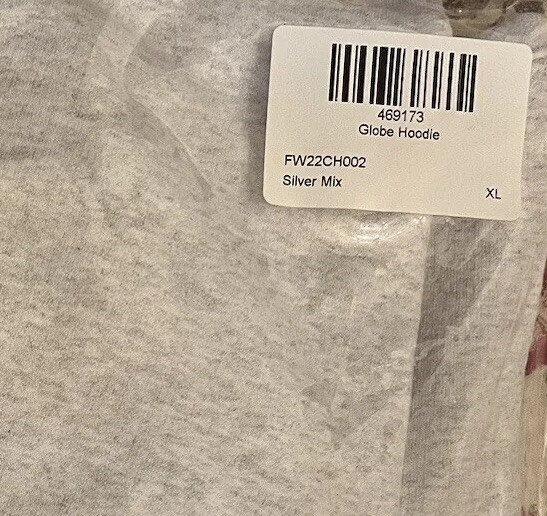 469173
Globe Hoodie
FW22CH002
Silver Mix
XL